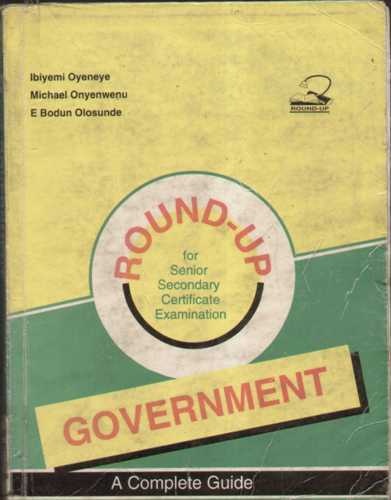 Ibiyemi Oyeneye
Michael Onyenwenu
E Bodun Olosunde
ROUND-UP
ROUND-UP
for
Senior
Secondary
Certificate
Examination
GOVERNMENT
A Complete Guide